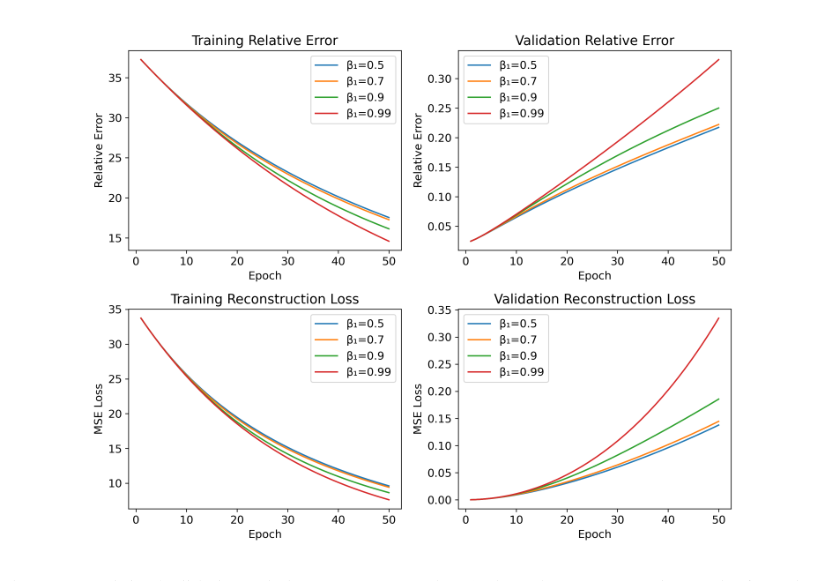 Training Relative Error
Relative Error
35
30
25
20
15
β₁=0.5
β₁=0.7
β₁=0.9
β₁=0.99
0 10 20 30 40 50
Epoch
Validation Relative Error
Relative Error
0.30
0.25
0.20
0.15
0.10
0.05
β₁=0.5
β₁=0.7
β₁=0.9
β₁=0.99
0 10 20 30 40 50
Epoch
Training Reconstruction Loss
MSE Loss
35
30
25
20
15
10
β₁=0.5
β₁=0.7
β₁=0.9
β₁=0.99
0 10 20 30 40 50
Epoch
Validation Reconstruction Loss
MSE Loss
0.35
0.30
0.25
0.20
0.15
0.10
0.05
0.00
β₁=0.5
β₁=0.7
β₁=0.9
β₁=0.99
0 10 20 30 40 50
Epoch